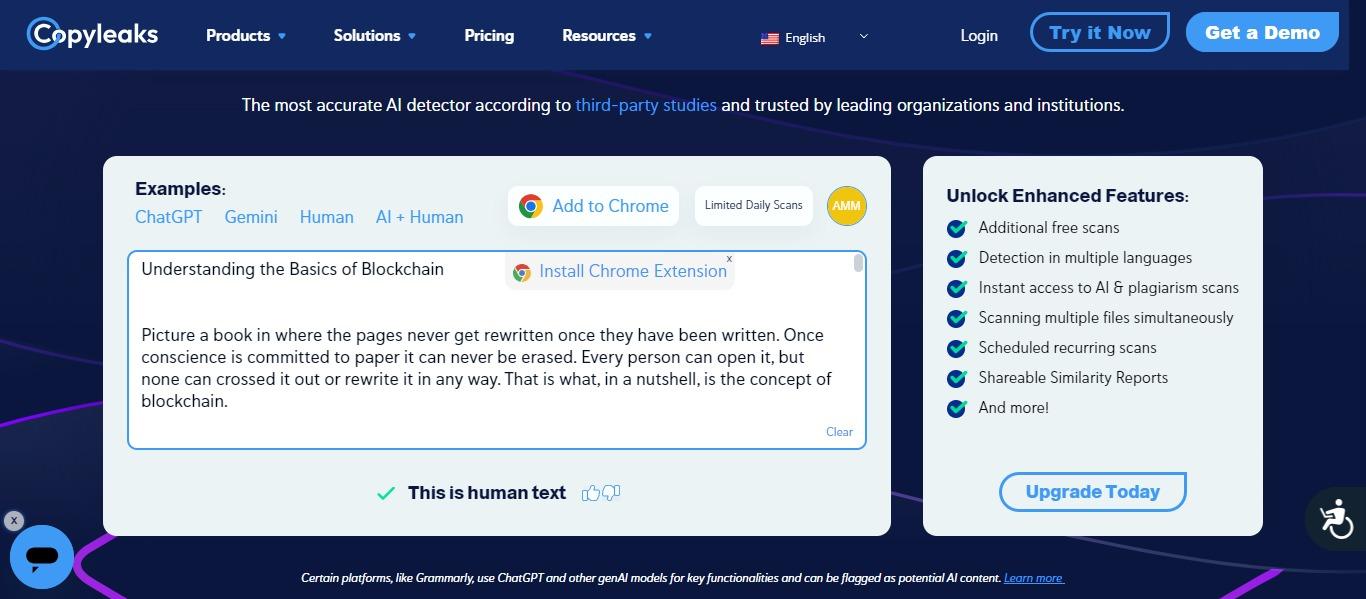 Copyleaks Products Solutions Pricing Resources English Login Try it Now Get a Demo
The most accurate AI detector according to third-party studies and trusted by leading organizations and institutions.
Examples:
ChatGPT Gemini Human AI + Human
Add to Chrome
Limited Daily Scans
AMM
Understanding the Basics of Blockchain
Install Chrome Extension
x
Picture a book in where the pages never get rewritten once they have been written. Once
conscience is committed to paper it can never be erased. Every person can open it, but
none can crossed it out or rewrite it in any way. That is what, in a nutshell, is the concept of
blockchain.
Clear
This is human text
Unlock Enhanced Features:
Additional free scans
Detection in multiple languages
Instant access to AI & plagiarism scans
Scanning multiple files simultaneously
Scheduled recurring scans
Shareable Similarity Reports
And more!
Upgrade Today
x
Certain platforms, like Grammarly, use ChatGPT and other genAI models for key functionalities and can be flagged as potential AI content. Learn more